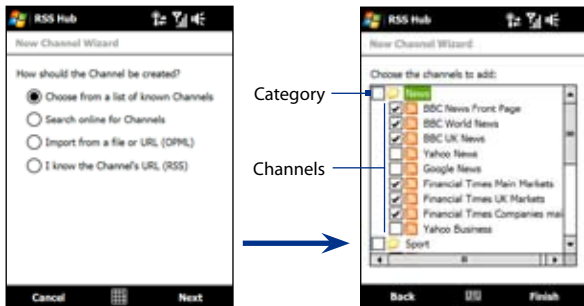 RSS Hub
New Channel Wizard
How should the Channel be created?
Choose from a list of known Channels
Search online for Channels
Import from a file or URL (OPML)
I know the Channel's URL (RSS)
Cancel
Next
Category
Channels
RSS Hub
New Channel Wizard
Choose the channels to add:
News
BBC News Front Page
BBC World News
BBC UK News
Yahoo News
Google News
Financial Times Main Markets
Financial Times UK Markets
Financial Times Companies mai
Yahoo Business
Sport
Back
Finish